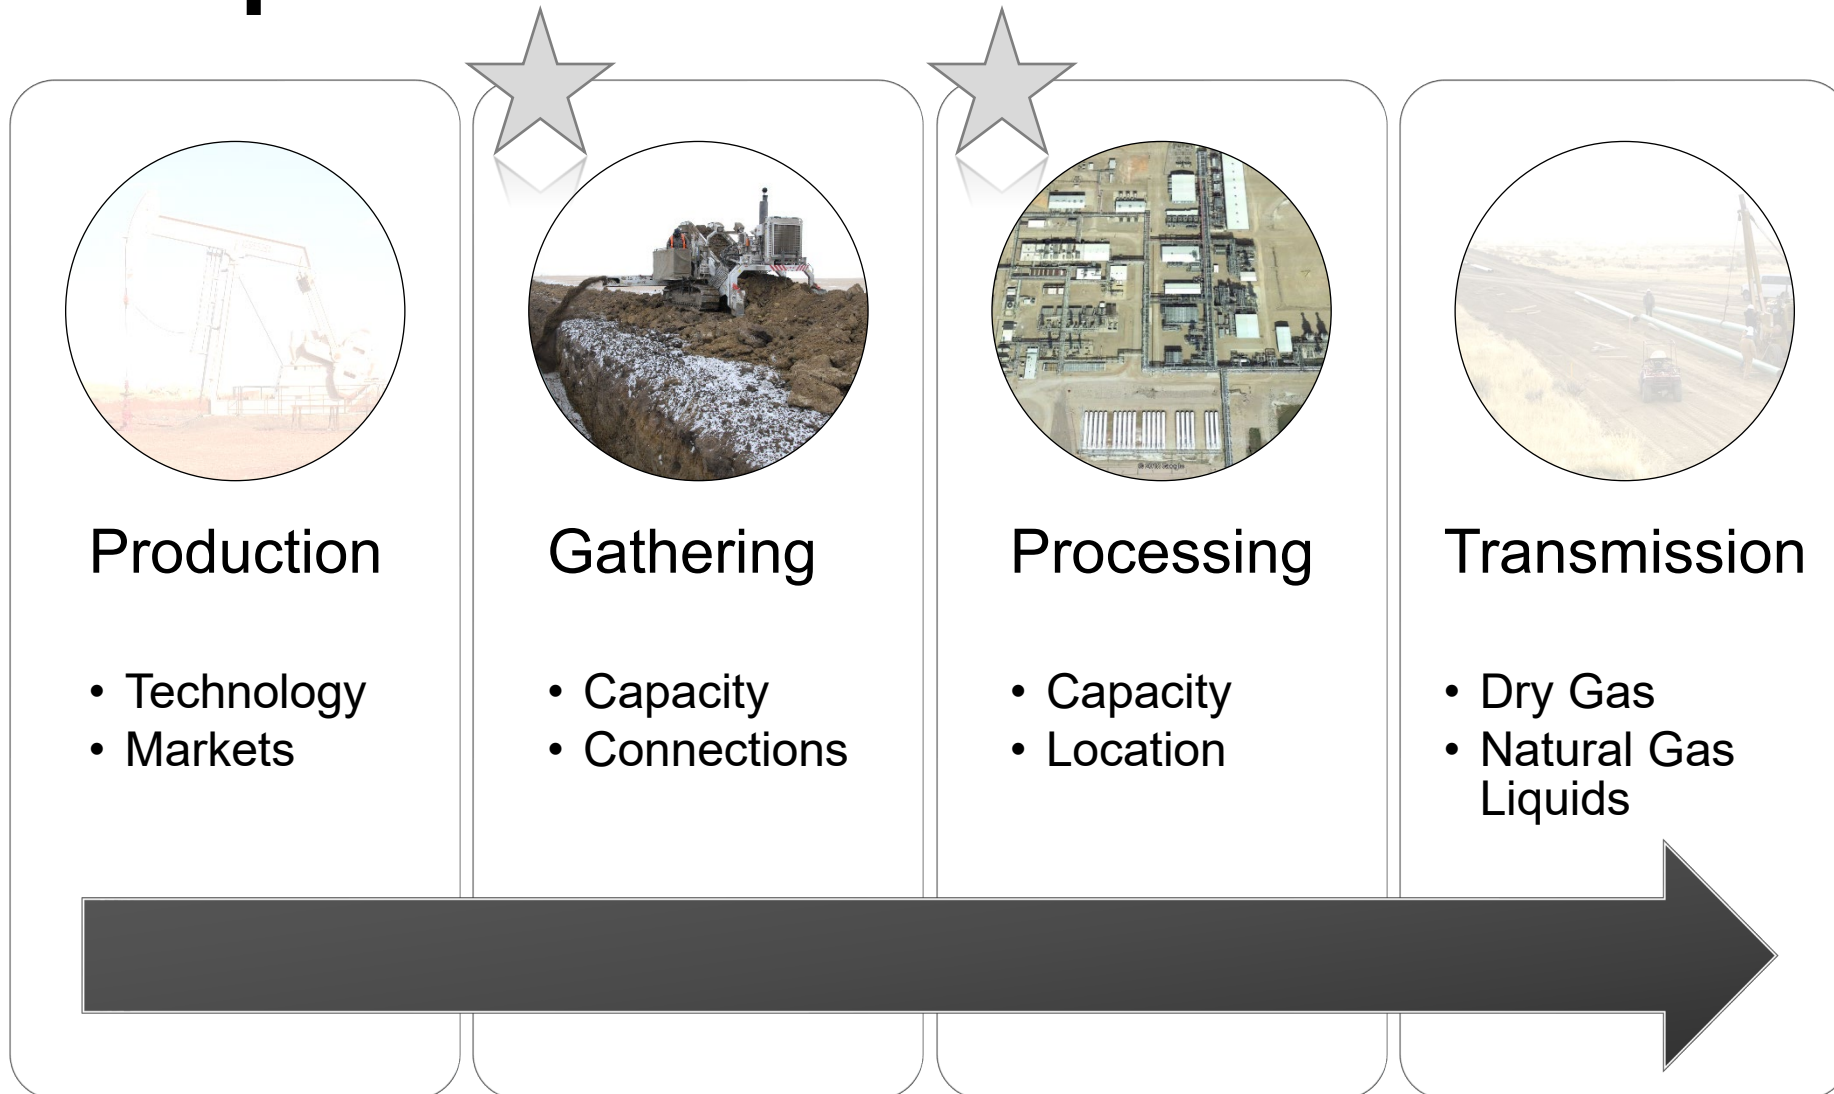 Production
• Technology
• Markets
Gathering
• Capacity
• Connections
Processing
• Capacity
• Location
Transmission
• Dry Gas
• Natural Gas
Liquids